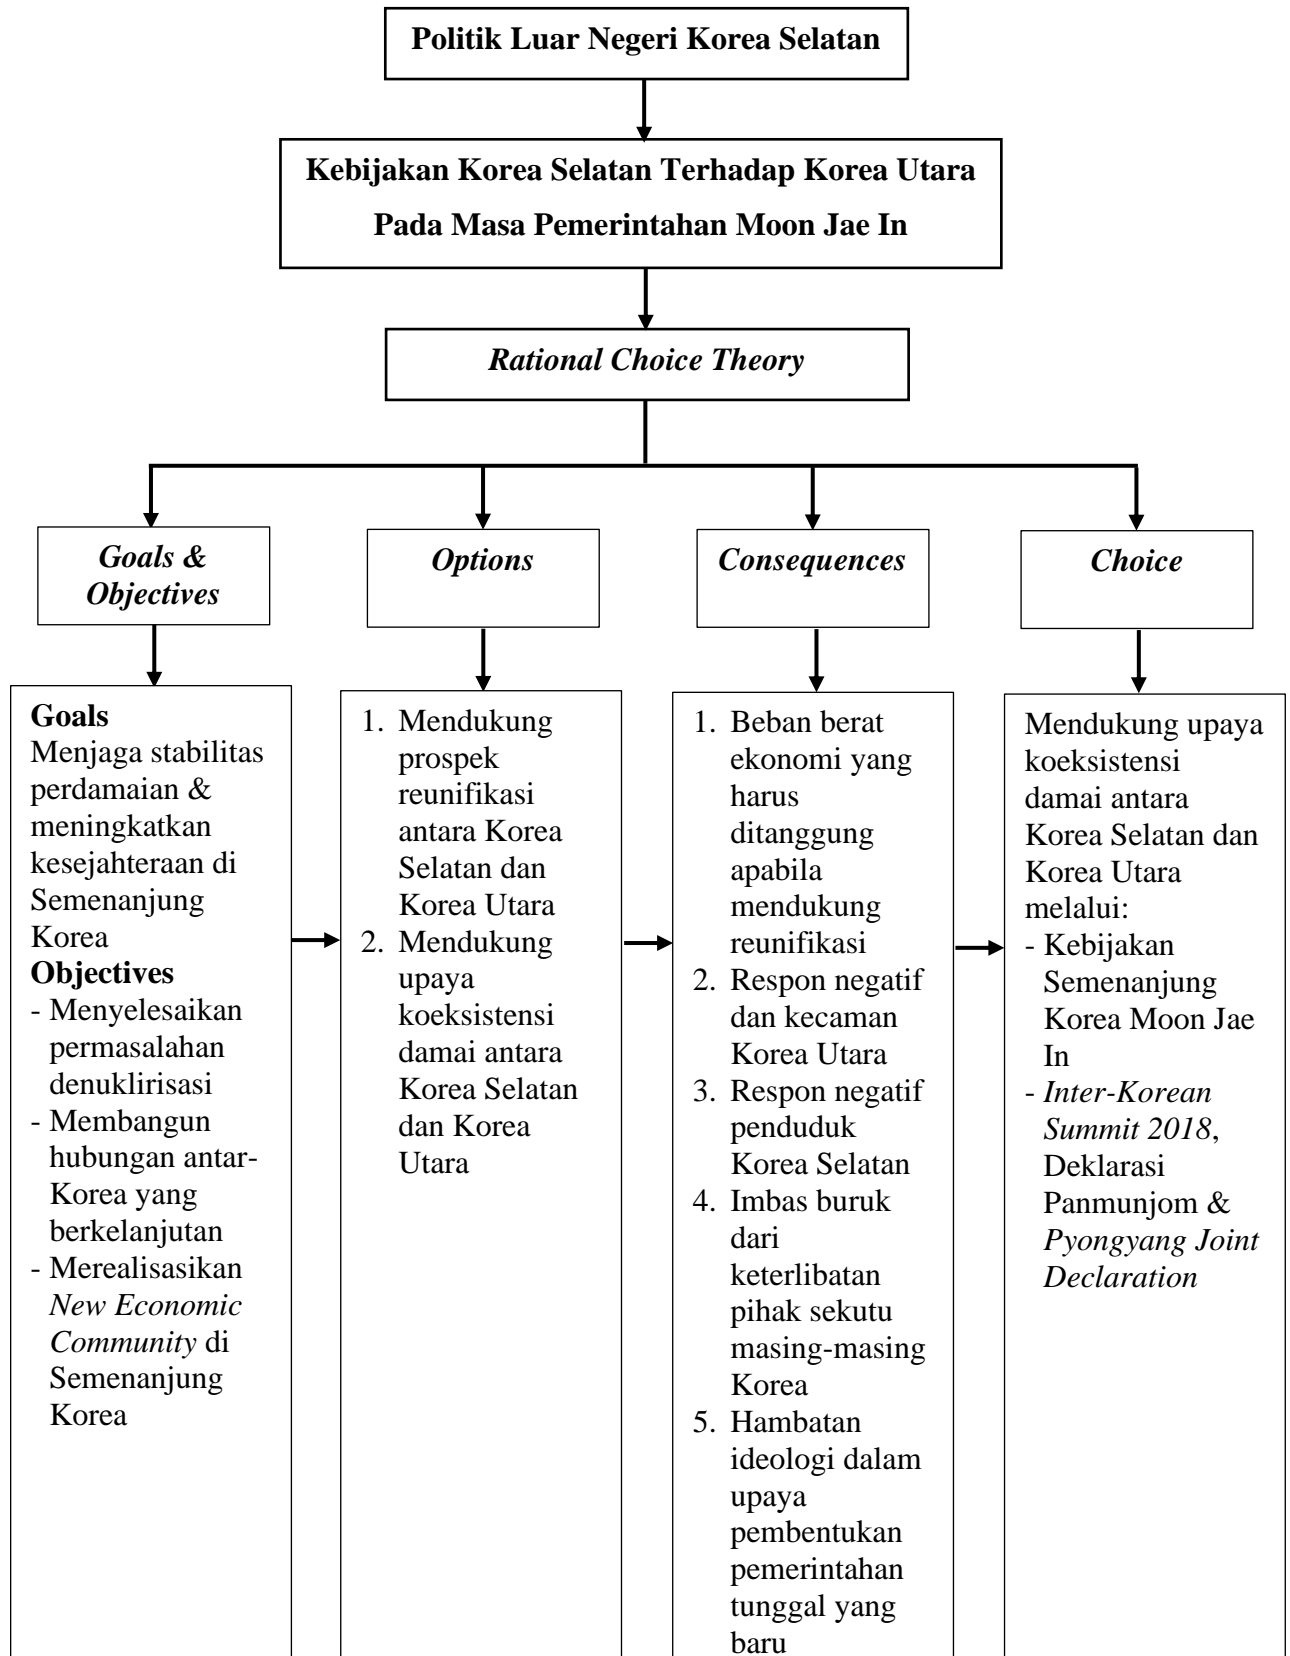 Politik Luar Negeri Korea Selatan
Kebijakan Korea Selatan Terhadap Korea Utara
Pada Masa Pemerintahan Moon Jae In
Rational Choice Theory
Goals &
Objectives
Options
Consequences
Choice
Goals
Menjaga stabilitas
perdamaian &
meningkatkan
kesejahteraan di
Semenanjung
Korea
Objectives
- Menyelesaikan
permasalahan
denuklirisasi
- Membangun
hubungan antar-
Korea yang
berkelanjutan
- Merealisasikan
New Economic
Community di
Semenanjung
Korea
1. Mendukung
prospek
reunifikasi
antara Korea
Selatan dan
Korea Utara
2. Mendukung
upaya
koeksistensi
damai antara
Korea Selatan
dan Korea
Utara
1. Beban berat
ekonomi yang
harus
ditanggung
apabila
mendukung
reunifikasi
2. Respon negatif
dan kecaman
Korea Utara
3. Respon negatif
penduduk
Korea Selatan
4. Imbas buruk
dari
keterlibatan
pihak sekutu
masing-masing
Korea
5. Hambatan
ideologi dalam
upaya
pembentukan
pemerintahan
tunggal yang
baru
Mendukung upaya
koeksistensi
damai antara
Korea Selatan dan
Korea Utara
melalui:
- Kebijakan
Semenanjung
Korea Moon Jae
In
- Inter-Korean
Summit 2018,
Deklarasi
Panmunjom &
Pyongyang Joint
Declaration